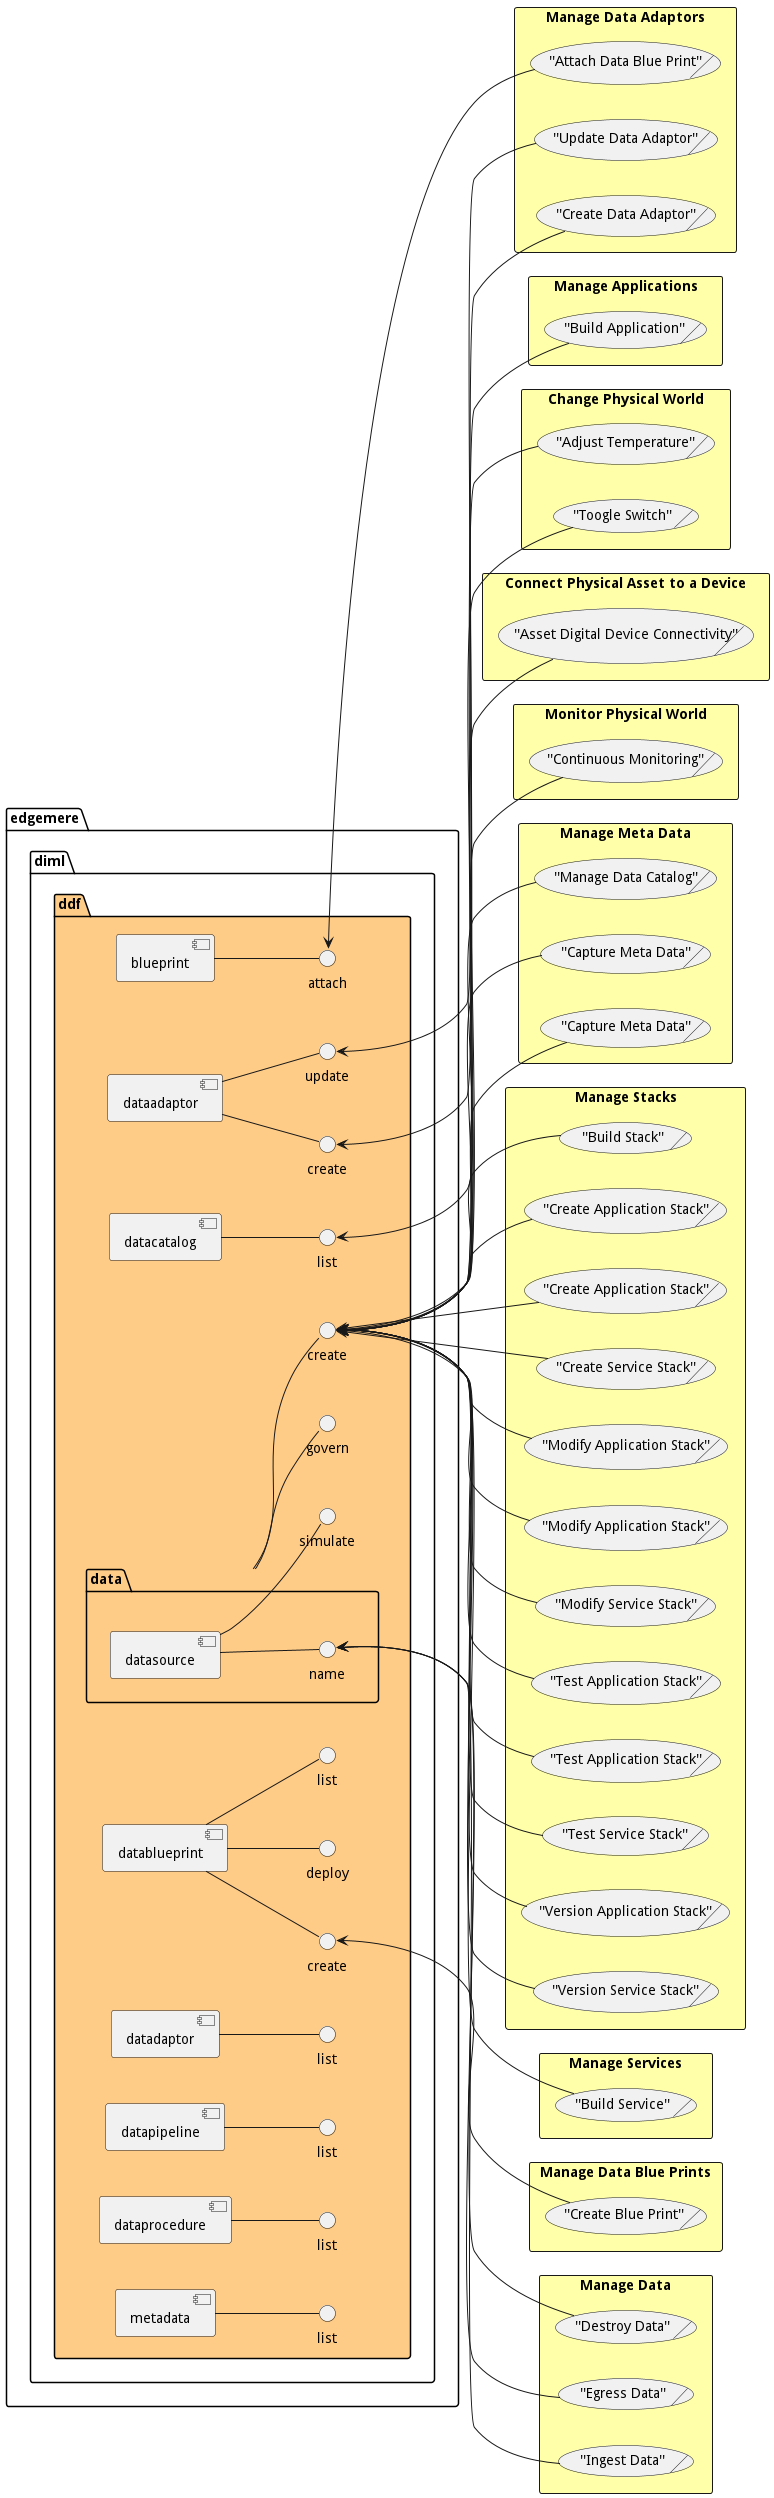 Manage Data Adaptors
"Attach Data Blue Print"
"Update Data Adaptor"
"Create Data Adaptor"
Manage Applications
"Build Application"
Change Physical World
"Adjust Temperature"
"Toogle Switch"
Connect Physical Asset to a Device
"Asset Digital Device Connectivity"
Monitor Physical World
"Continuous Monitoring"
Manage Meta Data
"Manage Data Catalog"
"Capture Meta Data"
"Capture Meta Data"
Manage Stacks
"Build Stack"
"Create Application Stack"
"Create Application Stack"
"Create Service Stack"
"Modify Application Stack"
"Modify Application Stack"
"Modify Service Stack"
"Test Application Stack"
"Test Application Stack"
"Test Service Stack"
"Version Application Stack"
"Version Service Stack"
Manage Services
"Build Service"
Manage Data Blue Prints
"Create Blue Print"
Manage Data
"Destroy Data"
"Egress Data"
"Ingest Data"
edgemere
diml
ddf
blueprint
attach
update
dataadaptor
create
datacatalog
list
create
govern
simulate
data
datasource
name
list
datablueprint
deploy
create
datadaptor
list
datapipeline
list
dataprocedure
list
metadata
list